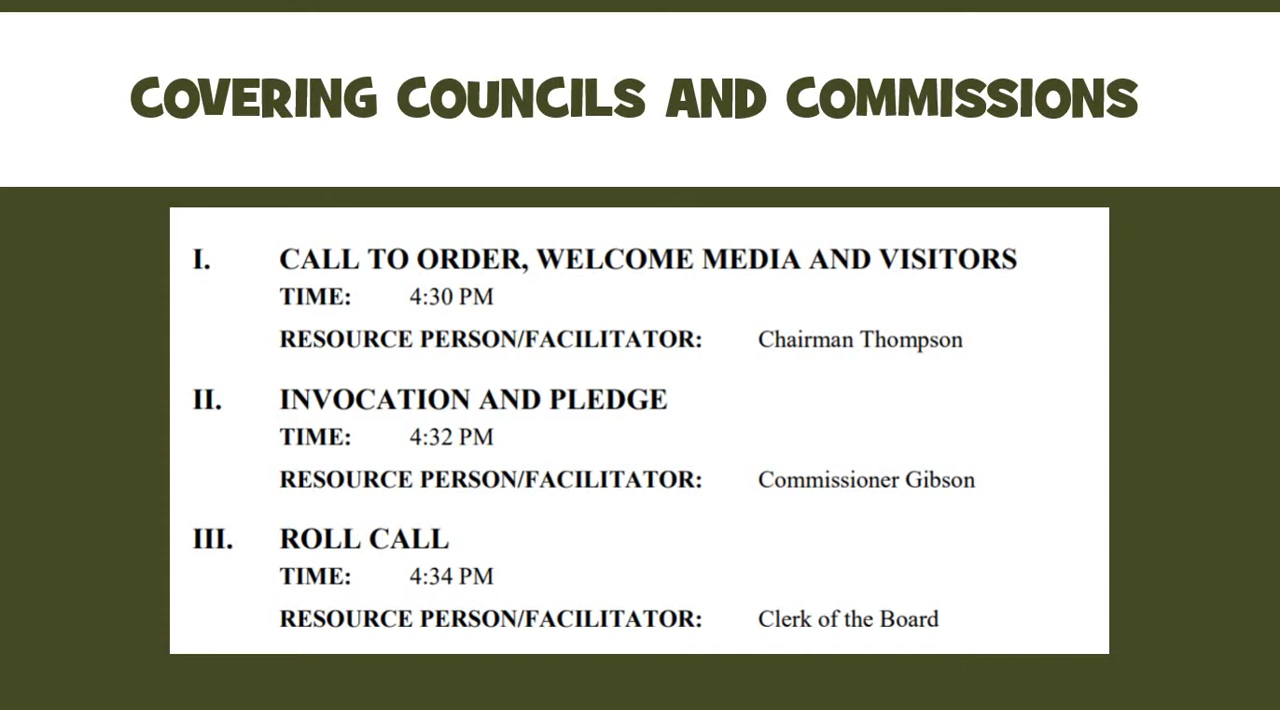 COVERING COUNCILS AND COMMISSIONS
I. CALL TO ORDER, WELCOME MEDIA AND VISITORS
TIME: 4:30 PM
RESOURCE PERSON/FACILITATOR: Chairman Thompson
II. INVOCATION AND PLEDGE
TIME: 4:32 PM
RESOURCE PERSON/FACILITATOR: Commissioner Gibson
III. ROLL CALL
TIME: 4:34 PM
RESOURCE PERSON/FACILITATOR: Clerk of the Board